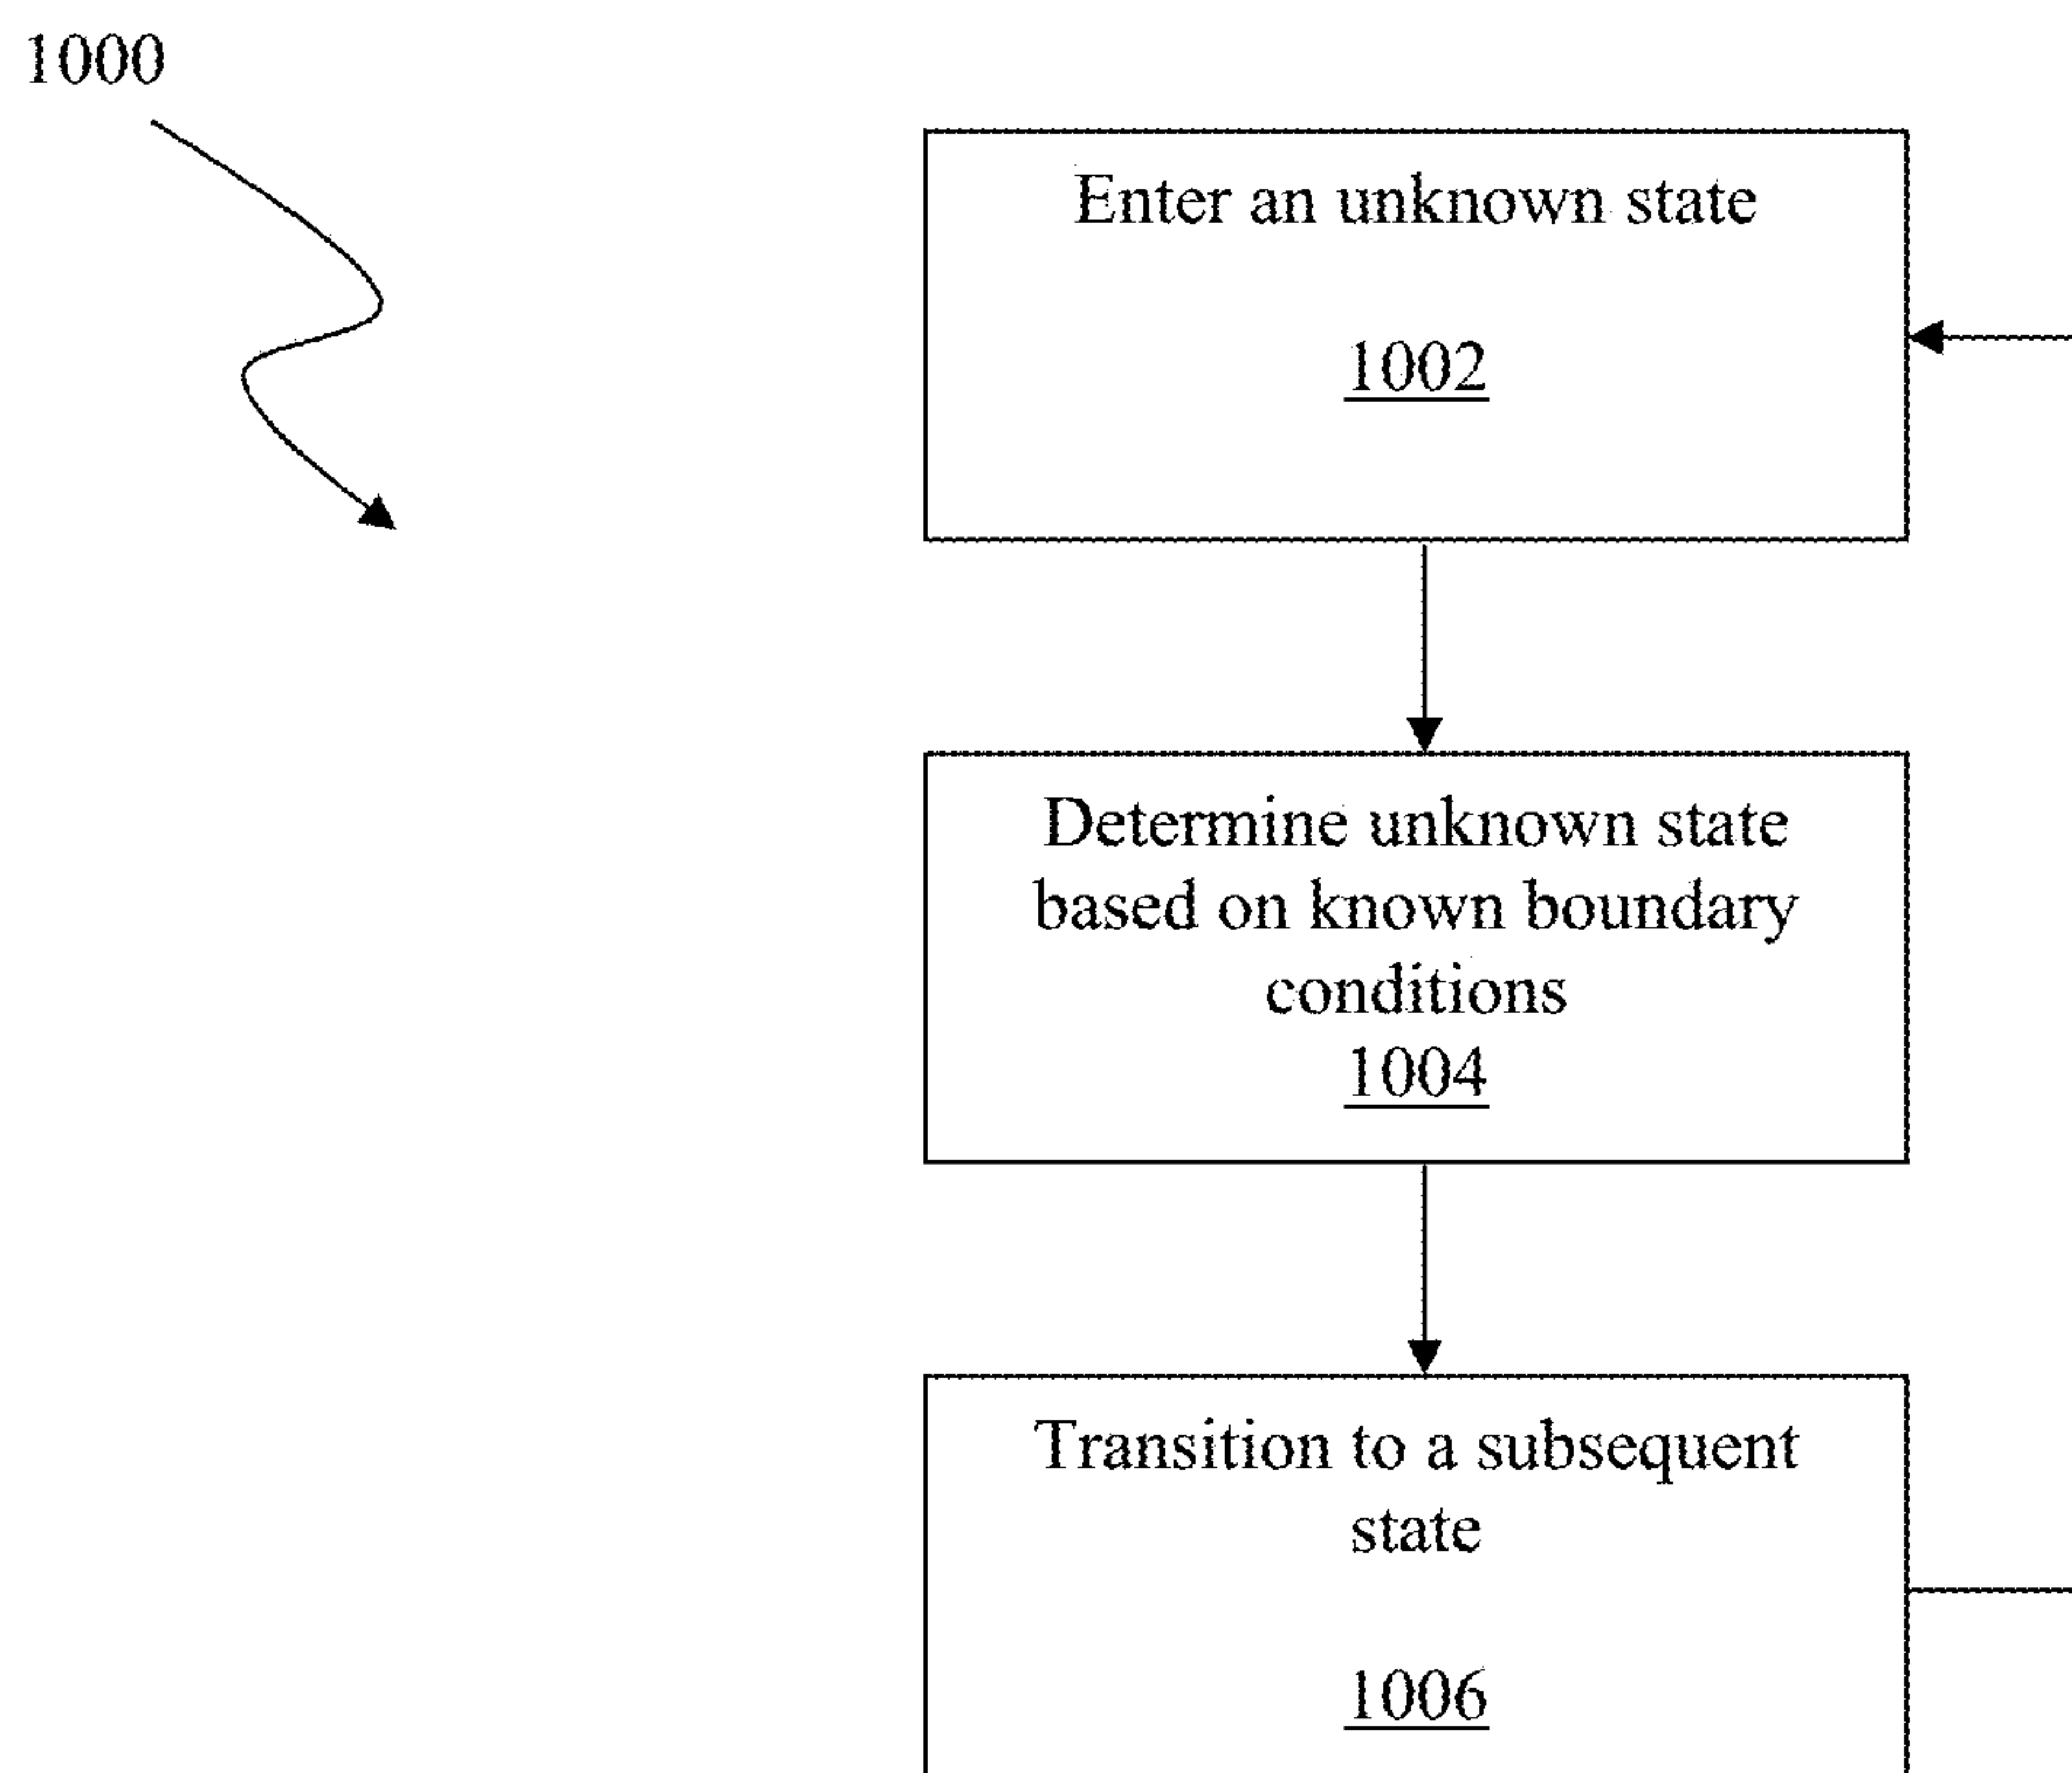 1000
Enter an unknown state
1002
Determine unknown state
based on known boundary
conditions
1004
Transition to a subsequent
state
1006